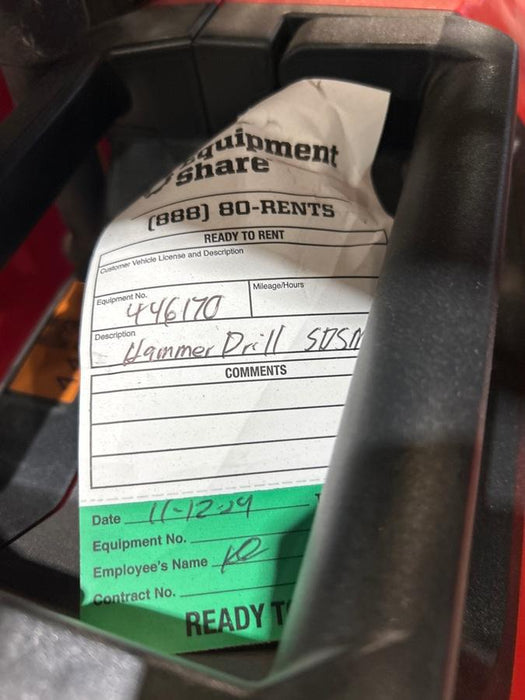 Equipment
Share
(888) 80-RENTS
READY TO RENT
Customer Vehicle License and Description
Equipment No.
Mileage/Hours
446170
Description
Hammer Drill SDSM
COMMENTS
Date 11-12-24
Equipment No.
Employee's Name
Contract No.
READY T